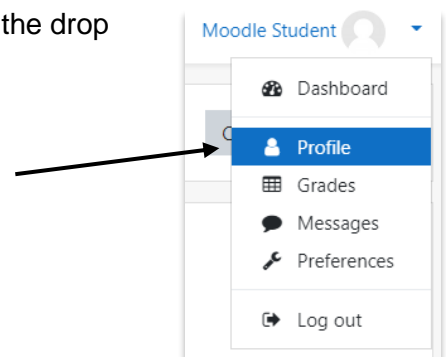 the drop
Moodle Student
Dashboard
C
Profile
Grades
Messages
Preferences
Log out